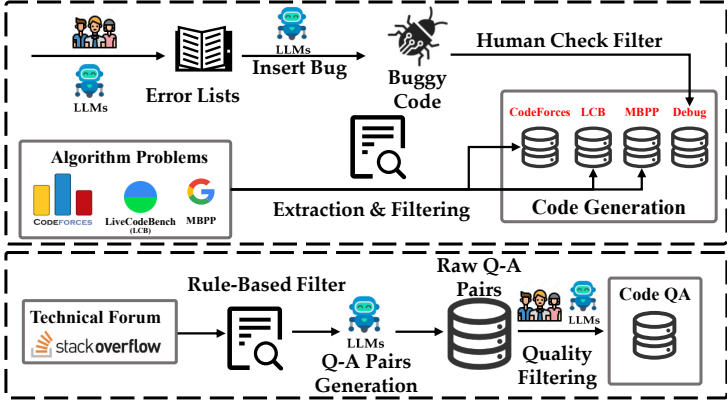 LLMs
Error Lists
LLMs
Insert Bug
Buggy
Code
Human Check Filter
CodeForces LCB MBPP Debug
Code Generation
Algorithm Problems
CODEFORCES
LiveCodeBench
(LCB)
MBPP
Extraction & Filtering
Technical Forum
stackoverflow
Rule-Based Filter
LLMs
Q-A Pairs
Generation
Raw Q-A
Pairs
LLMs
Quality
Filtering
Code QA